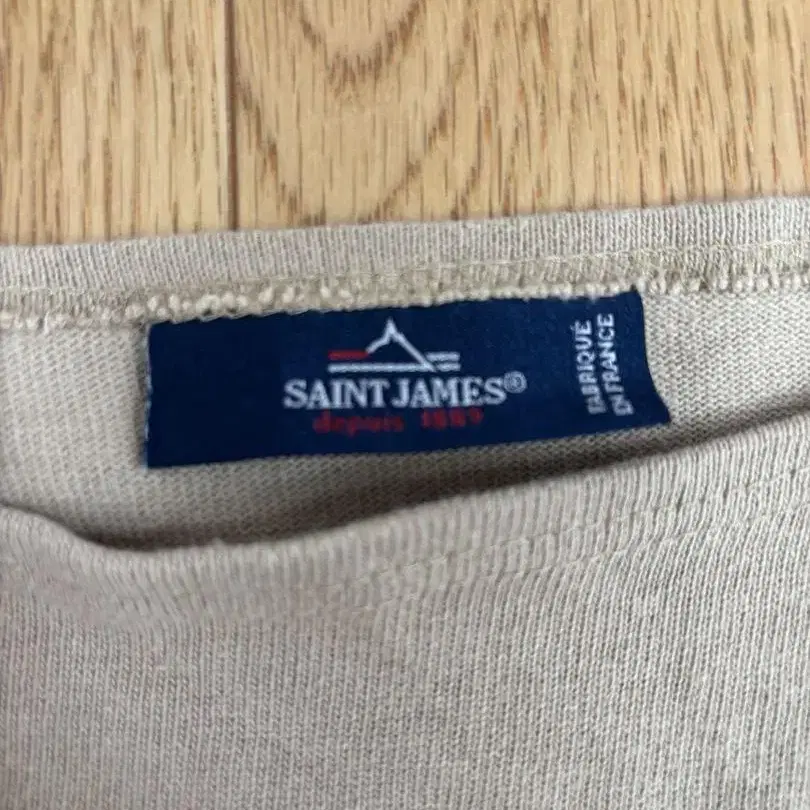 SAINT JAMES®
depuis 1889
FABRIQUÉ
EN FRANCE